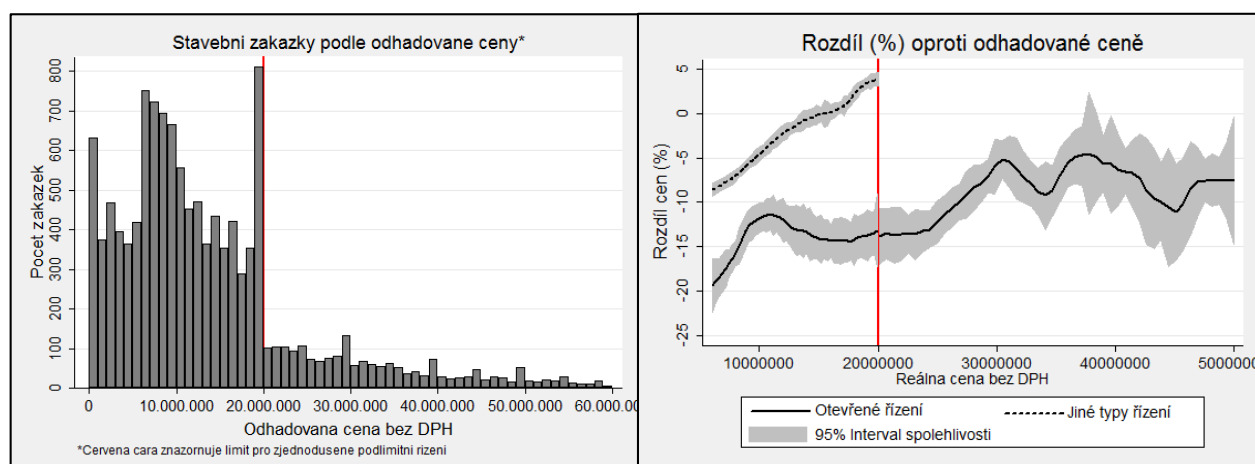 Stavebni zakazky podle odhadovane ceny*
Pocet zakazek
800
700
600
500
400
300
200
100
0
0
10.000.000
20.000.000
30.000.000
40.000.000
50.000.000
60.000.00
Odhadovana cena bez DPH
*Cervena cara znazornuje limit pro zjednodusene podlimitni rizeni
Rozdíl (%) oproti odhadované ceně
Rozdíl cen (%)
5
0
-5
-10
-15
-20
-25
10000000
20000000
30000000
40000000
5000000
Reálna cena bez DPH
Otevřené řízení
Jiné typy řízení
95% Interval spolehlivosti